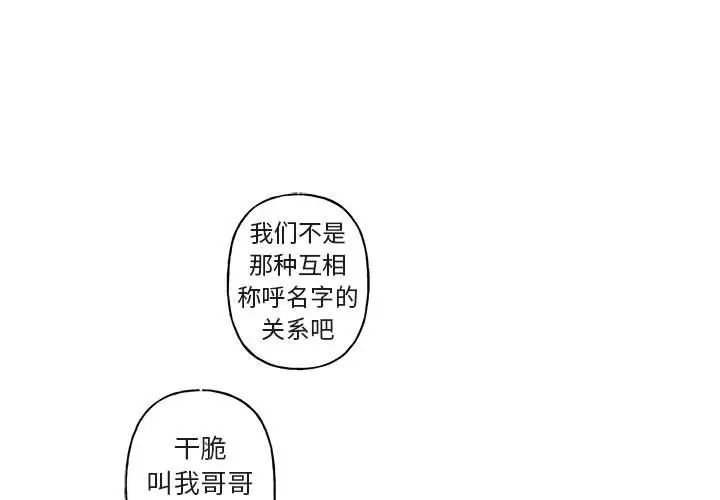 我们不是
那种互相
称呼名字的
关系吧
干脆
叫我哥哥